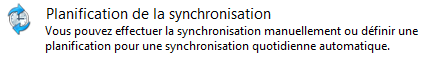 Planification de la synchronisation
Vous pouvez effectuer la synchronisation manuellement ou définir une
planification pour une synchronisation quotidienne automatique.